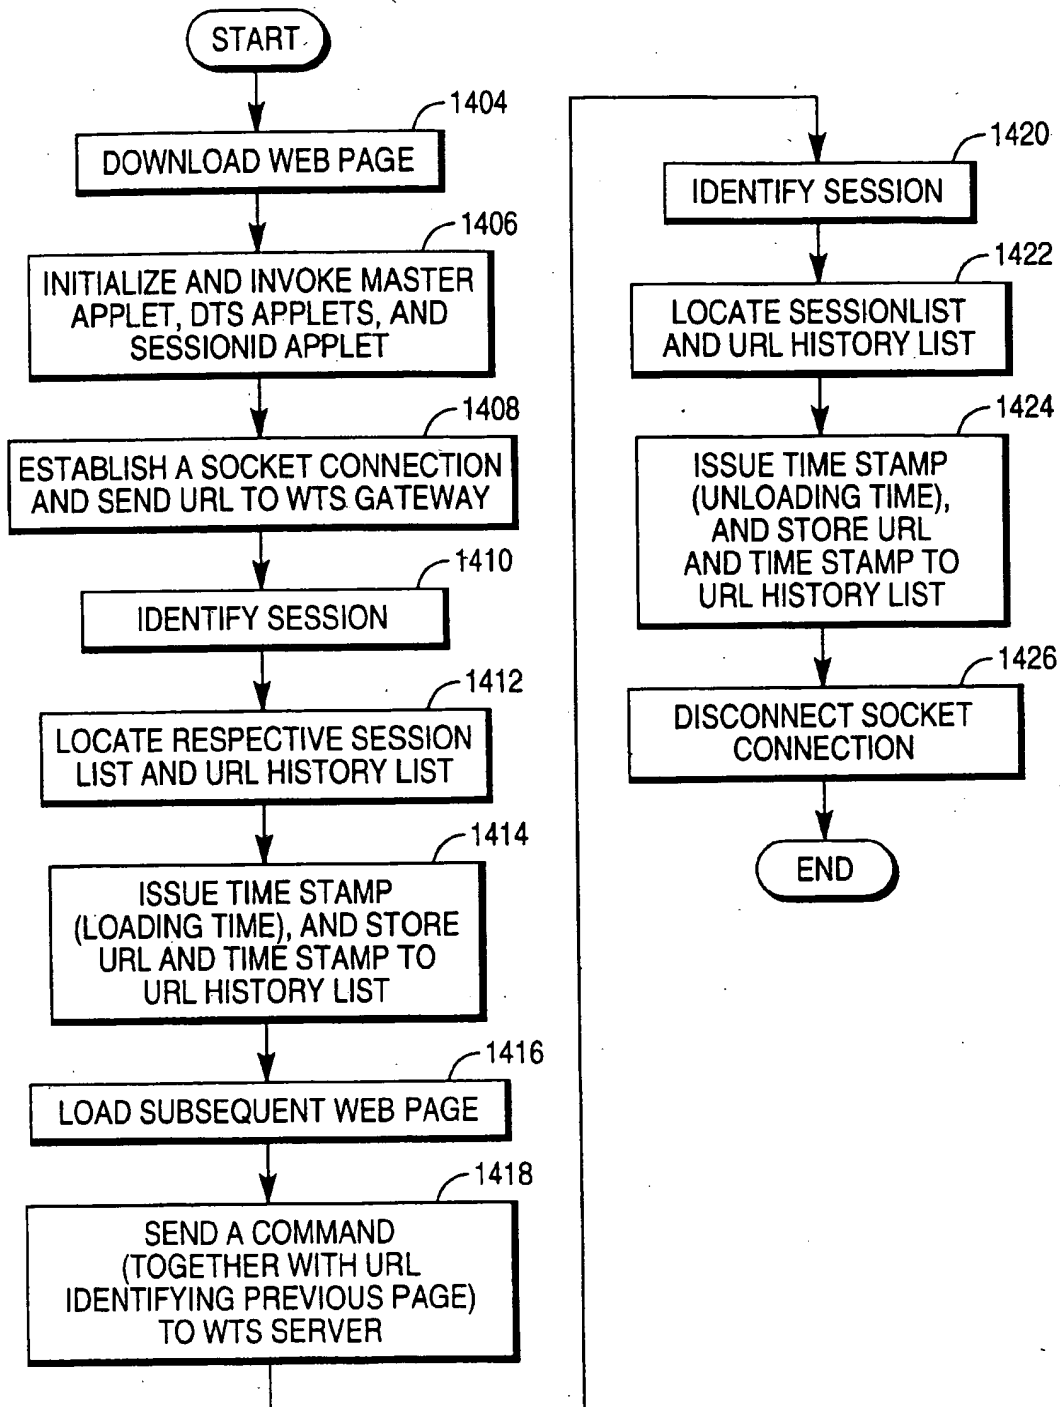 START
1404
DOWNLOAD WEB PAGE
1406
INITIALIZE AND INVOKE MASTER
APPLET, DTS APPLETS, AND
SESSIONID APPLET
1408
ESTABLISH A SOCKET CONNECTION
AND SEND URL TO WTS GATEWAY
1410
IDENTIFY SESSION
1412
LOCATE RESPECTIVE SESSION
LIST AND URL HISTORY LIST
1414
ISSUE TIME STAMP
(LOADING TIME), AND STORE
URL AND TIME STAMP TO
URL HISTORY LIST
1416
LOAD SUBSEQUENT WEB PAGE
1418
SEND A COMMAND
(TOGETHER WITH URL
IDENTIFYING PREVIOUS PAGE)
TO WTS SERVER
1420
IDENTIFY SESSION
1422
LOCATE SESSIONLIST
AND URL HISTORY LIST
1424
ISSUE TIME STAMP
(UNLOADING TIME),
AND STORE URL
AND TIME STAMP TO
URL HISTORY LIST
1426
DISCONNECT SOCKET
CONNECTION
END